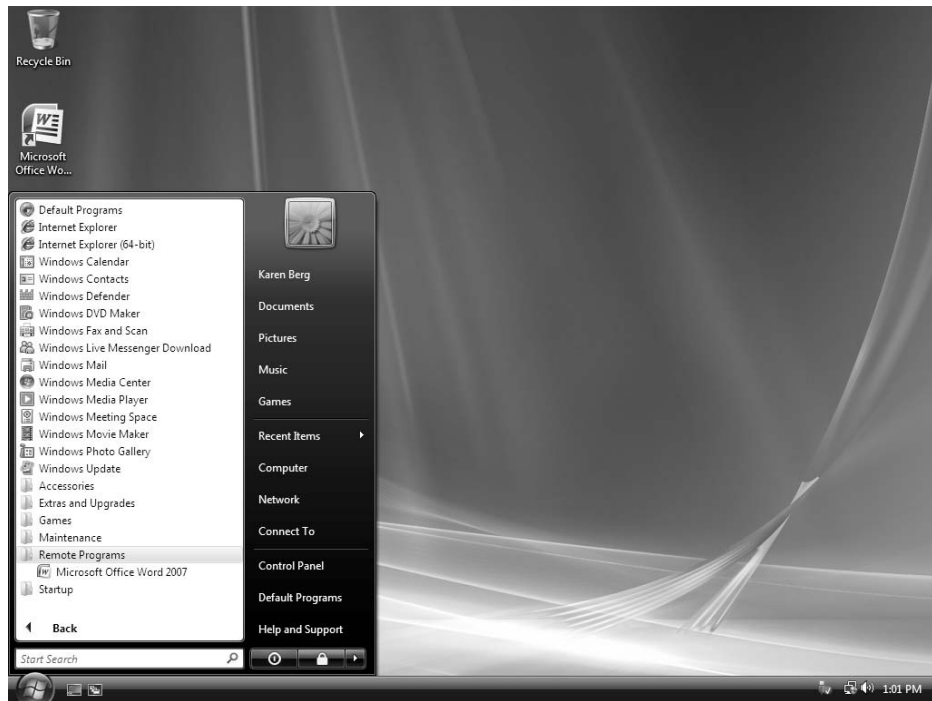 Recycle Bin
Microsoft
Office Wo...
Default Programs
Internet Explorer
Internet Explorer (64-bit)
Windows Calendar
Windows Contacts
Windows Defender
Windows DVD Maker
Windows Fax and Scan
Windows Live Messenger Download
Windows Mail
Windows Media Center
Windows Media Player
Windows Meeting Space
Windows Movie Maker
Windows Photo Gallery
Windows Update
Accessories
Extras and Upgrades
Games
Maintenance
Remote Programs
Microsoft Office Word 2007
Startup
Back
Start Search
Karen Berg
Documents
Pictures
Music
Games
Recent Items
Computer
Network
Connect To
Control Panel
Default Programs
Help and Support
1:01 PM